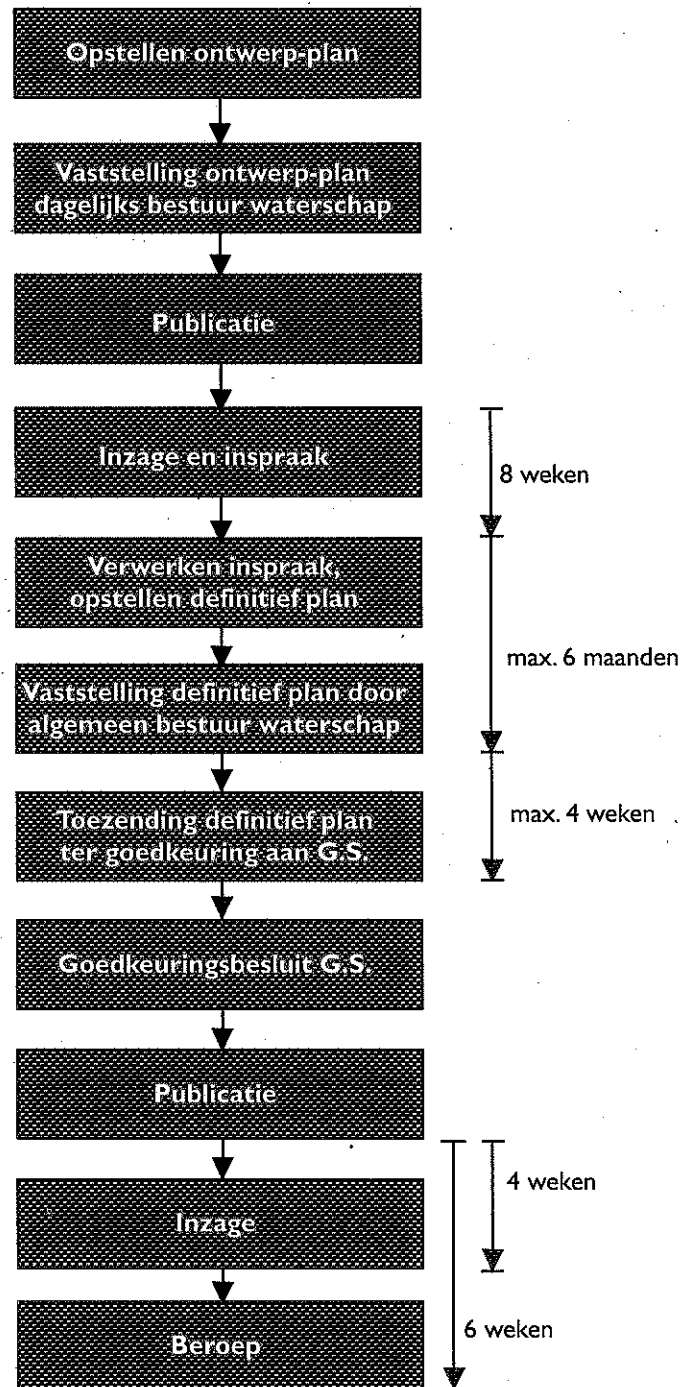 Opstellen ontwerp-plan
Vaststelling ontwerp-plan
dagelijks bestuur waterschap
Publicatie
Inzage en inspraak
8 weken
Verwerken inspraak,
opstellen definitief plan
max. 6 maanden
Vaststelling definitief plan door
algemeen bestuur waterschap
Toezending definitief plan
ter goedkeuring aan G.S.
max. 4 weken
Goedkeuringsbesluit G.S.
Publicatie
4 weken
Inzage
6 weken
Beroep